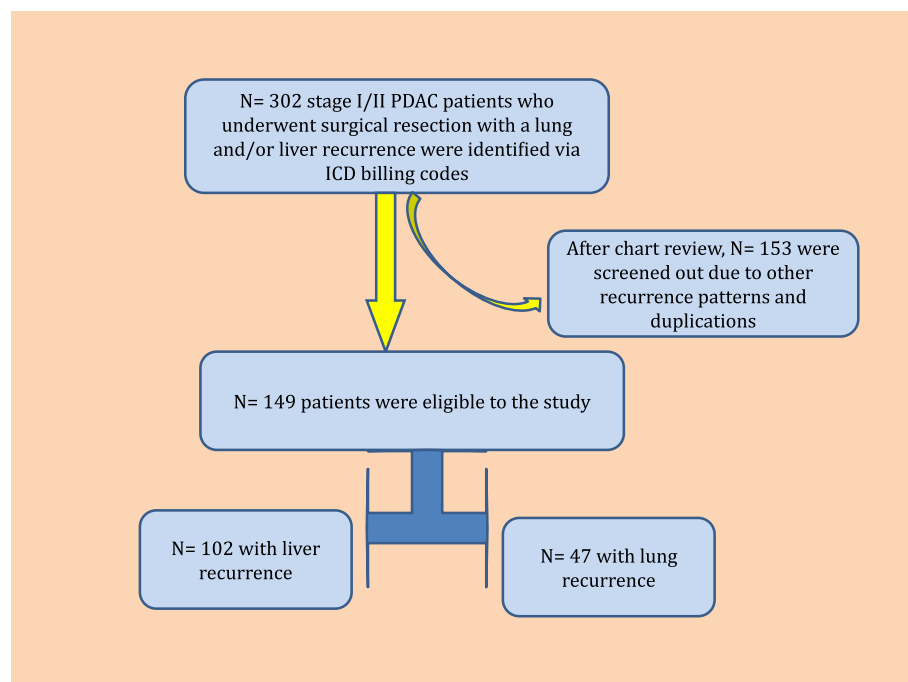 N= 302 stage I/II PDAC patients who
underwent surgical resection with a lung
and/or liver recurrence were identified via
ICD billing codes
After chart review, N= 153 were
screened out due to other
recurrence patterns and
duplications
N= 149 patients were eligible to the study
N= 102 with liver
recurrence
N= 47 with lung
recurrence